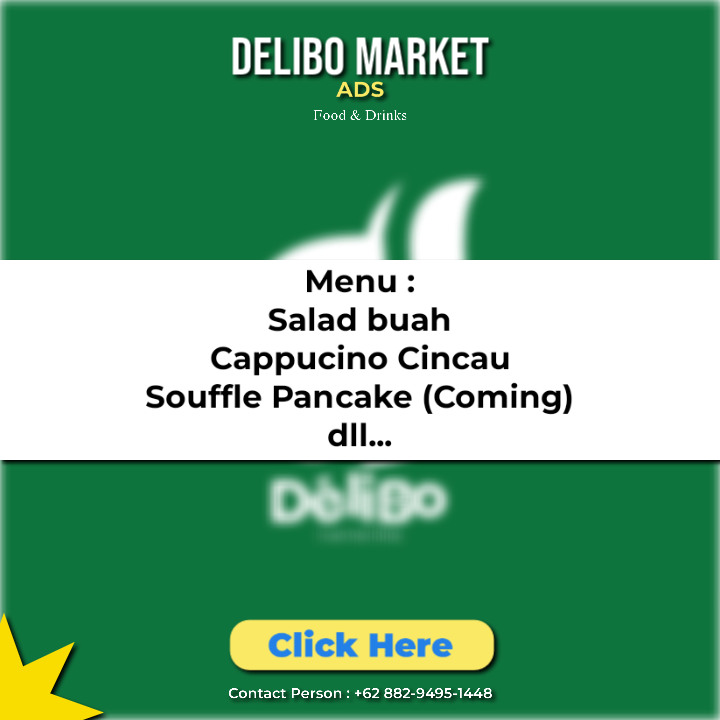 DELIBO MARKET
ADS
Food & Drinks
Menu :
Salad buah
Cappucino Cincau
Souffle Pancake (Coming)
dll...
DeliBo
Click Here
Contact Person : +62 882-9495-1448